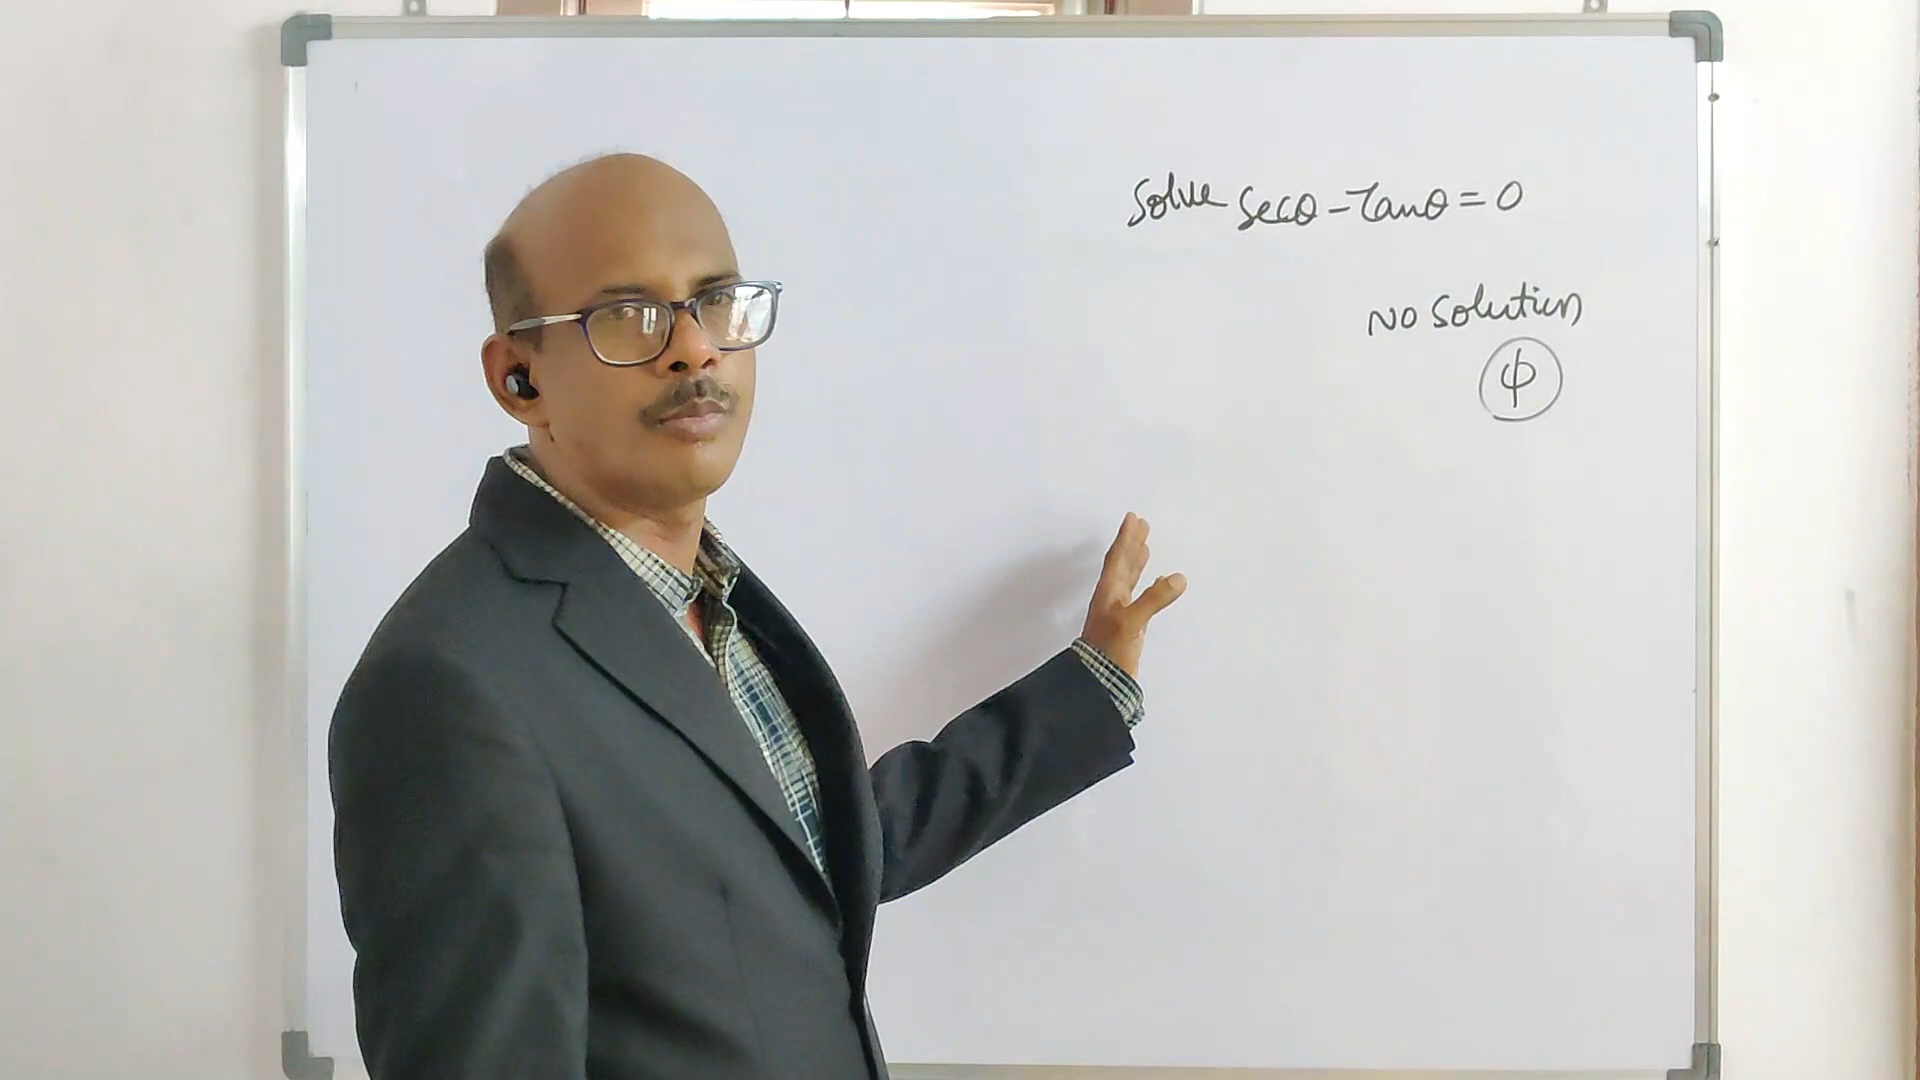 Solve Secθ - Tanθ = 0
NO Solution
ϕ